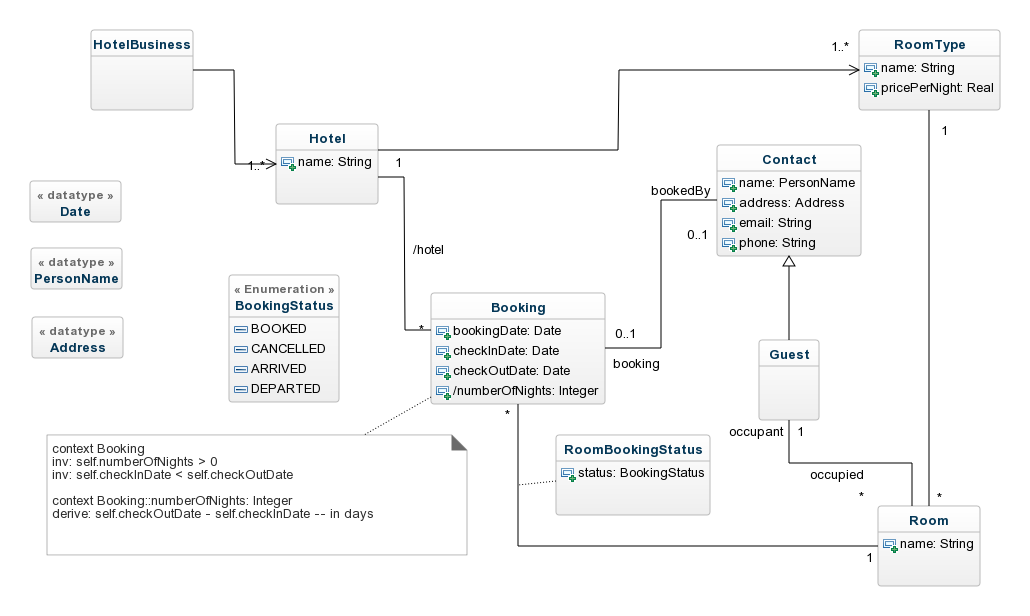 HotelBusiness
1..*
Hotel
name: String
1
1..*
RoomType
name: String
pricePerNight: Real
1
« datatype »
Date
« datatype »
PersonName
« datatype »
Address
« Enumeration »
BookingStatus
BOOKED
CANCELLED
ARRIVED
DEPARTED
/hotel
*
Booking
bookingDate: Date
checkInDate: Date
checkOutDate: Date
/numberOfNights: Integer
0..1
booking
*
bookedBy
0..1
Contact
name: PersonName
address: Address
email: String
phone: String
Guest
occupant
1
occupied
*
*
RoomBookingStatus
status: BookingStatus
Room
name: String
1
context Booking
inv: self.numberOfNights > 0
inv: self.checkInDate < self.checkOutDate
context Booking::numberOfNights: Integer
derive: self.checkOutDate - self.checkInDate -- in days